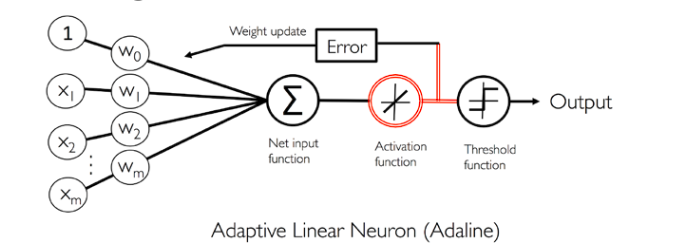 1
w0
x1
w1
x2
w2
⋮
wm
xm
Weight update
Error
Σ
Net input
function
Activation
function
Threshold
function
Output
Adaptive Linear Neuron (Adaline)